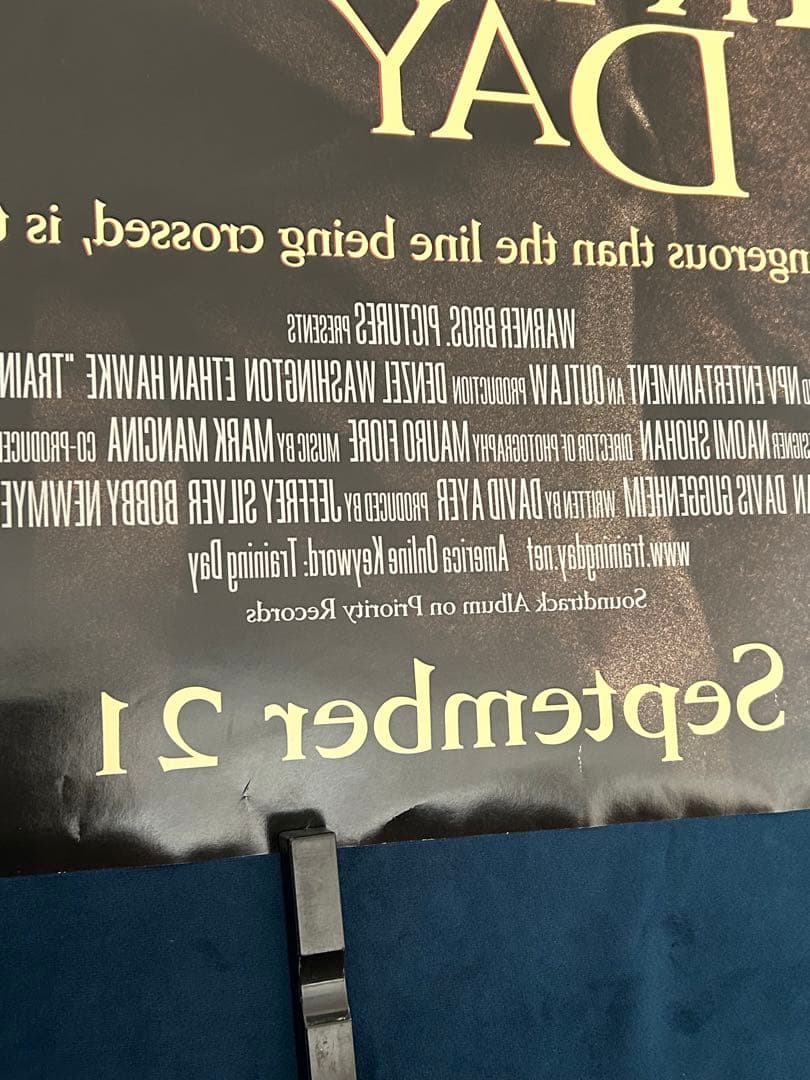 DAY
ngerous than the line being crossed, is
WARNER BROS. PICTURES PRESENTS
NPV ENTERTAINMENT AN OUTLAW PRODUCTION DENZEL WASHINGTON ETHAN HAWKE "TRAIN
SIGNER NAOMI SHOHAN DIRECTOR OF PHOTOGRAPHY MAURO FIORE MUSIC BY MARK MANCINA CO-PRODUCE
N DAVIS GUGGENHEIM WRITTEN BY DAVID AYER PRODUCED BY JEFFREY SILVER BOBBY NEWMYE
www.trainingday.net America Online Keyword: Training Day
Soundtrack Album on Priority Records
September 21